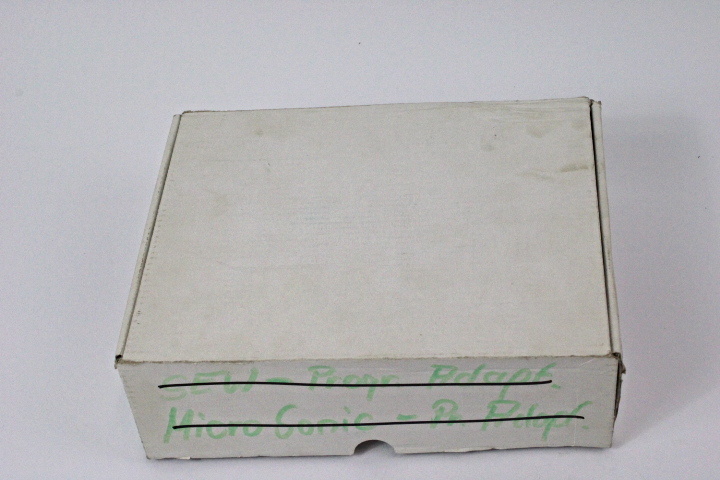 SEW - Progr. Adapt.
Micro Sonic - Pr. Adapt.